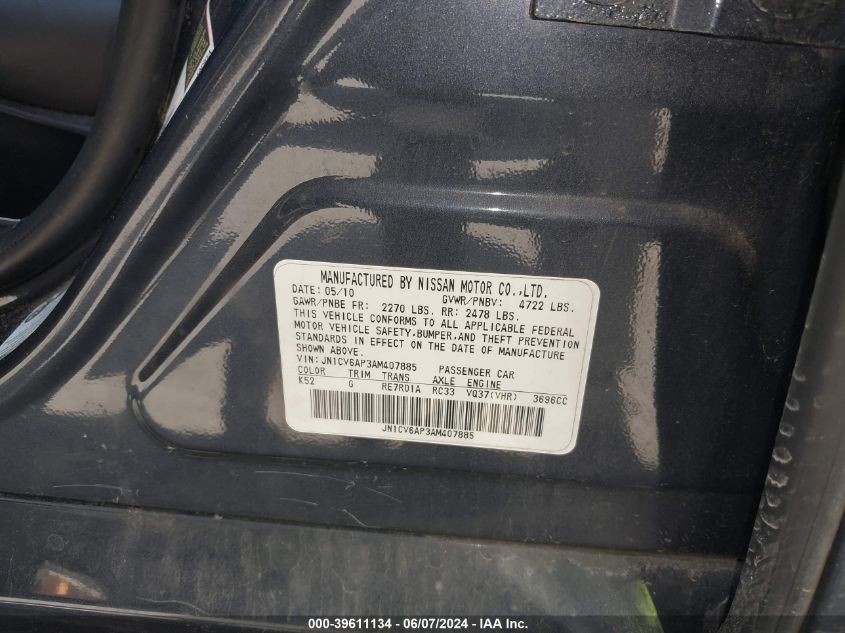 MANUFACTURED BY NISSAN MOTOR CO.,LTD.
DATE: 05/10 GVWR/PNBV: 4722 LBS.
GAWR/PNBE FR: 2270 LBS. RR: 2478 LBS.
THIS VEHICLE CONFORMS TO ALL APPLICABLE FEDERAL
MOTOR VEHICLE SAFETY,BUMPER,AND THEFT PREVENTION
STANDARDS IN EFFECT ON THE DATE OF MANUFACTURE
SHOWN ABOVE.
VIN: JN1CV6AP3AM407885 PASSENGER CAR
COLOR TRIM TRANS AXLE ENGINE
K52 G RE7R01A RC33 VQ37(VHR) 3696CC
JN1CV6AP3AM407885
000-39611134 - 06/07/2024 - IAAI.com